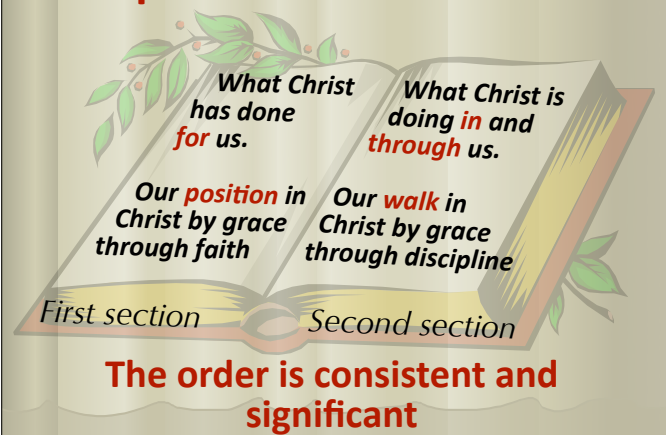 What Christ
has done
for us.
Our position in
Christ by grace
through faith
What Christ is
doing in and
through us.
Our walk in
Christ by grace
through discipline
First section
Second section
The order is consistent and
significant